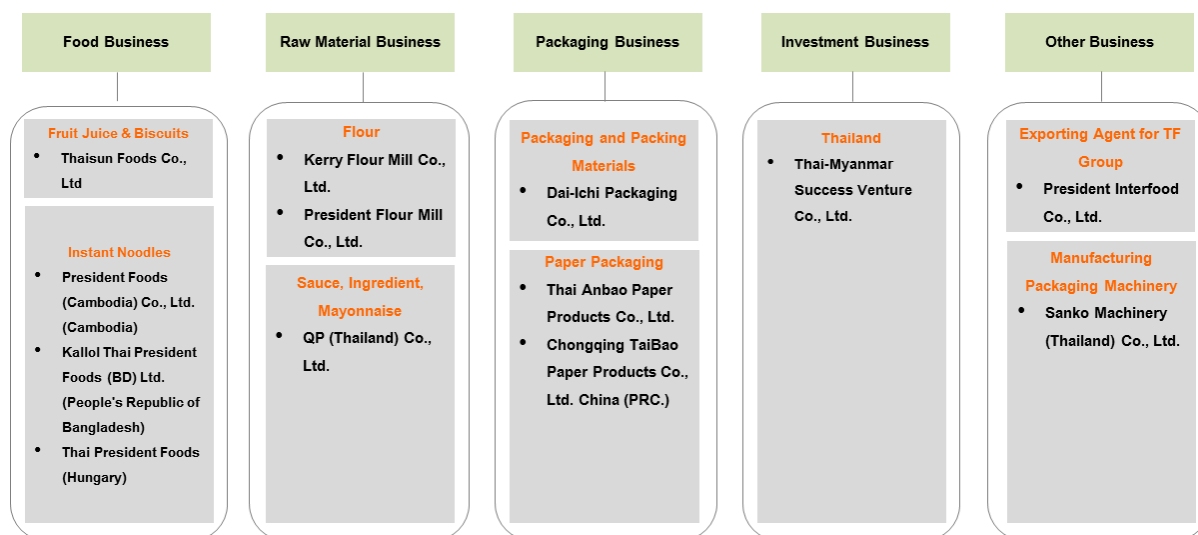 Food Business
Fruit Juice & Biscuits
• Thaisun Foods Co.,
Ltd
Instant Noodles
• President Foods
(Cambodia) Co., Ltd.
(Cambodia)
• Kallol Thai President
Foods (BD) Ltd.
(People's Republic of
Bangladesh)
• Thai President Foods
(Hungary)
Raw Material Business
Flour
• Kerry Flour Mill Co.,
Ltd.
• President Flour Mill
Co., Ltd.
Sauce, Ingredient,
Mayonnaise
• QP (Thailand) Co.,
Ltd.
Packaging Business
Packaging and Packing
Materials
• Dai-Ichi Packaging
Co., Ltd.
Paper Packaging
• Thai Anbao Paper
Products Co., Ltd.
• Chongqing TaiBao
Paper Products Co.,
Ltd. China (PRC.)
Investment Business
Thailand
• Thai-Myanmar
Success Venture
Co., Ltd.
Other Business
Exporting Agent for TF
Group
• President Interfood
Co., Ltd.
Manufacturing
Packaging Machinery
• Sanko Machinery
(Thailand) Co., Ltd.